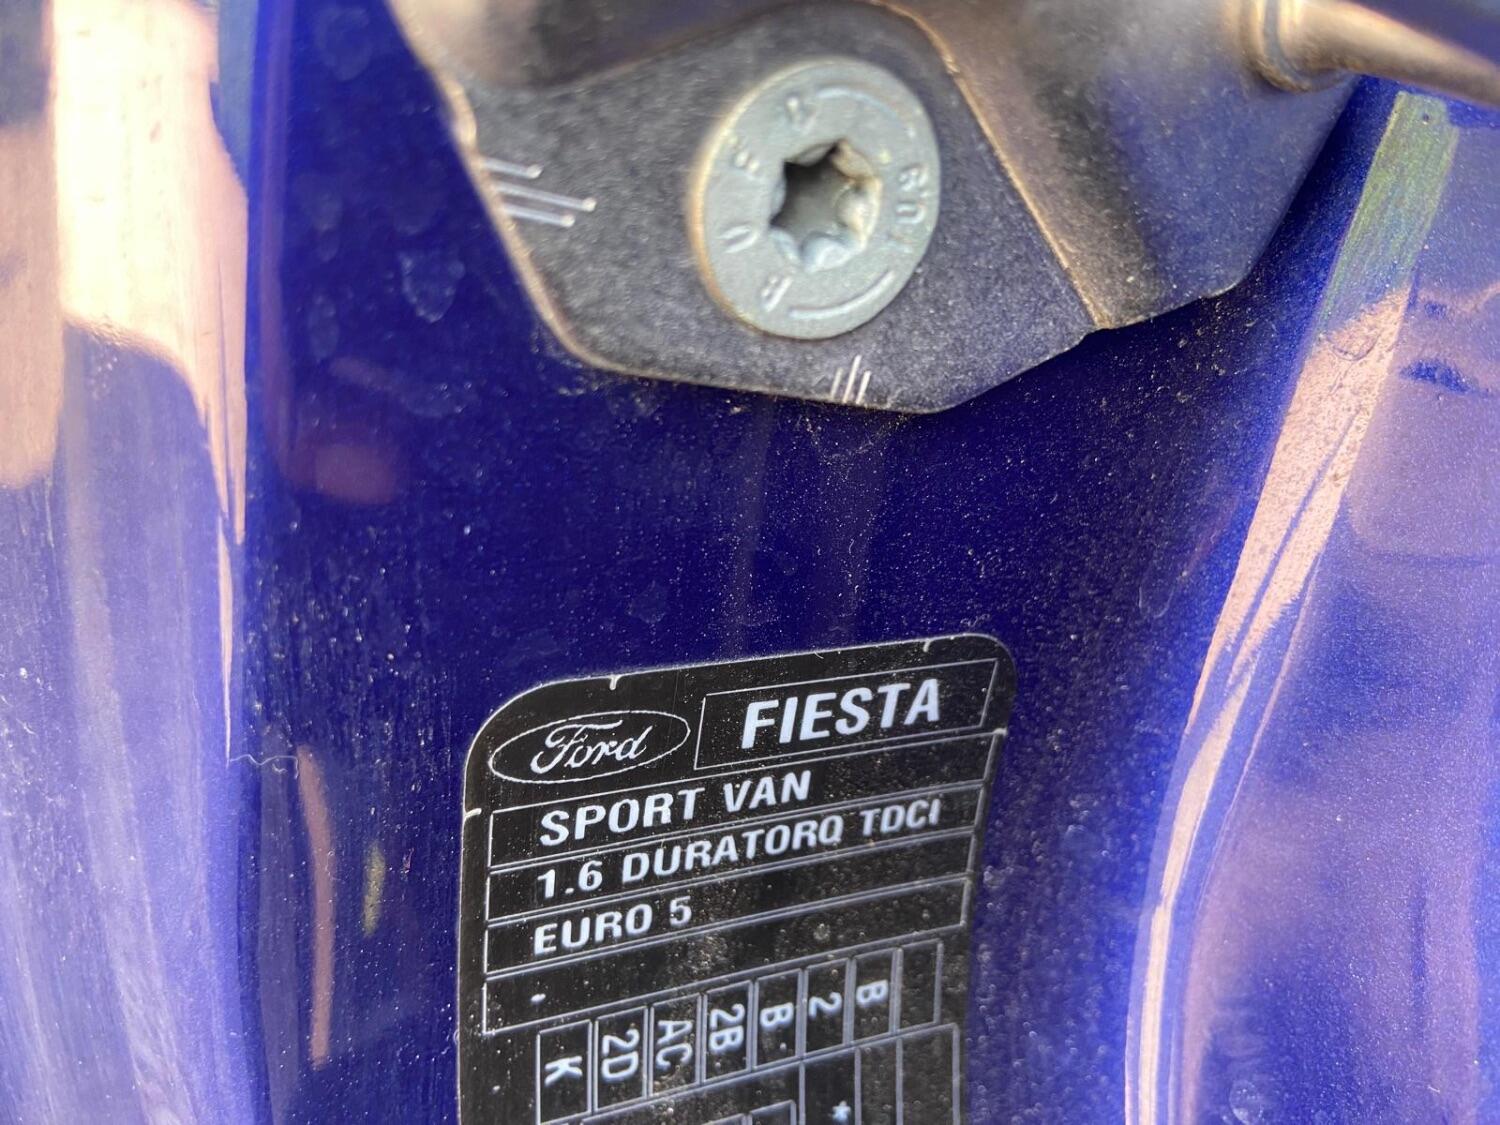 Ford FIESTA
SPORT VAN
1.6 DURATORQ TDCI
EURO 5
K 2D AC 2B B 2 B
*